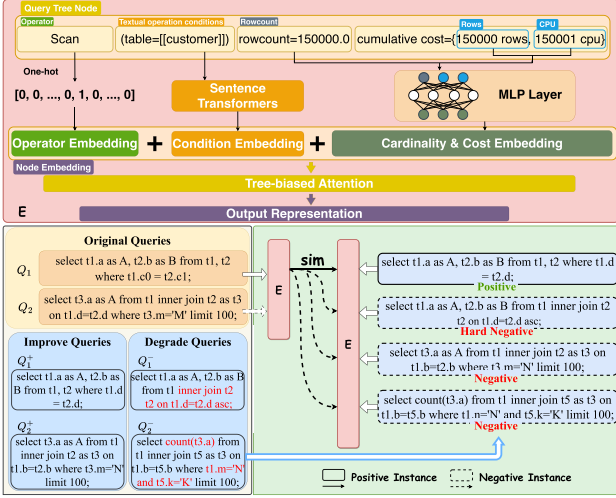 Query Tree Node
Operator
Textual operation conditions
Rowcount
Rows
CPU
Scan
(table=[[customer]])
rowcount=150000.0
cumulative cost={150000 rows, 150001 cpu}
One-hot
[0, 0, ..., 0, 1, 0, ..., 0]
Sentence
Transformers
MLP Layer
Operator Embedding
+
Condition Embedding
+
Cardinality & Cost Embedding
Node Embedding
Tree-biased Attention
E
Output Representation
Original Queries
Q1
select t1.a as A, t2.b as B from t1, t2
where t1.c0 = t2.c1;
Q2
select t3.a as A from t1 inner join t2 as t3
on t1.d=t2.d where t3.m='M' limit 100;
Improve Queries
Q1+
select t1.a as A, t2.b as
B from t1, t2 where t1.d
= t2.d;
Q2+
select t3.a as A from t1
inner join t2 as t3 on
t1.b=t2.b where t3.m='N'
limit 100;
Degrade Queries
Q1-
select t1.a as A, t2.b as
B from t1 inner join t2
t2 on t1.d=t2.d asc;
Q2-
select count(t3.a) from
t1 inner join t5 as t3 on
t1.b=t5.b where t1.m='N'
and t5.k='K' limit 100;
E
sim
E
select t1.a as A, t2.b as B from t1, t2 where t1.d
= t2.d;
Positive
select t1.a as A, t2.b as B from t1 inner join t2
t2 on t1.d=t2.d asc;
Hard Negative
select t3.a as A from t1 inner join t2 as t3 on
t1.b=t2.b where t3.m='N' limit 100;
Negative
select count(t3.a) from t1 inner join t5 as t3 on
t1.b=t5.b where t1.n='N' and t5.k='K' limit 100;
Negative
Positive Instance
Negative Instance